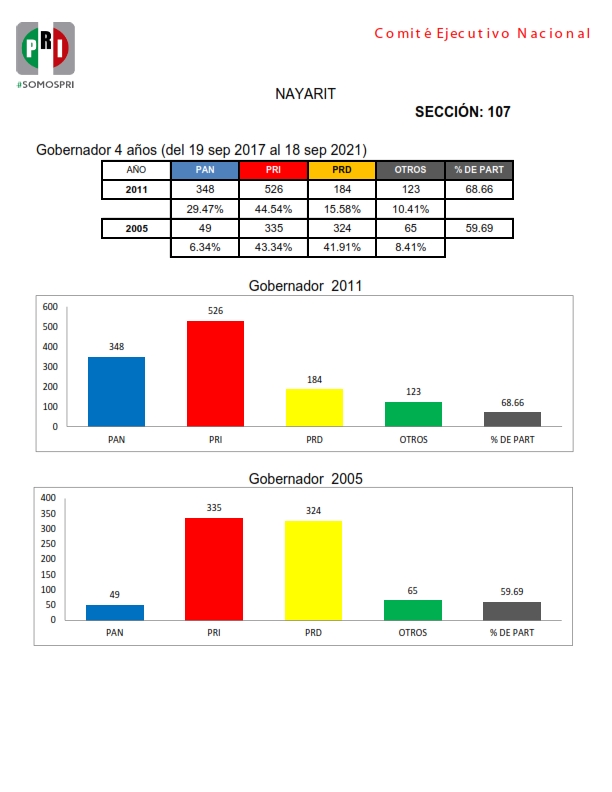 Comité Ejecutivo Nacional
PRI
#SOMOSPRI
NAYARIT
SECCIÓN: 107
Gobernador 4 años (del 19 sep 2017 al 18 sep 2021)
AÑO PAN PRI PRD OTROS % DE PART
2011 348 526 184 123 68.66
29.47% 44.54% 15.58% 10.41%
2005 49 335 324 65 59.69
6.34% 43.34% 41.91% 8.41%
Gobernador 2011
600
500
400
300
200
100
0
348
526
184
123
68.66
PAN PRI PRD OTROS % DE PART
Gobernador 2005
400
350
300
250
200
150
100
50
0
49
335
324
65
59.69
PAN PRI PRD OTROS % DE PART